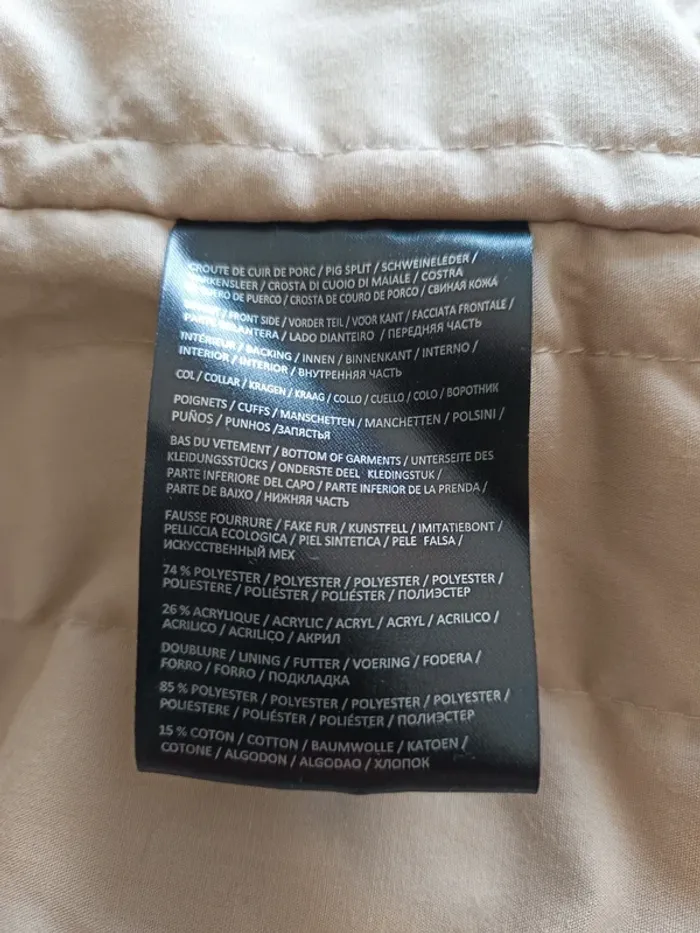 CROUTE DE CUIR DE PORC / PIG SPLIT / SCHWEINELEDER /
CROSTA DI CUOIO DI MAIALE / COSTRA
DE PUERCO / CROSTA DE COURO DE PORCO / СВИНАЯ КОЖА
/ FRONT SIDE / VORDER TEIL / VOOR KANT / FACCIATA FRONTALE /
PARTE DELANTERA / LADO DIANTEIRO / ПЕРЕДНЯЯ ЧАСТЬ
INTÉRIEUR / BACKING / INNEN / BINNENKANT / INTERNO /
INTERIOR / INTERIOR / ВНУТРЕННЯЯ ЧАСТЬ
COL / COLLAR / KRAGEN / KRAAG / COLLO / CUELLO / COLO / ВОРОТНИК
POIGNETS / CUFFS / MANSCHETTEN / MANCHETTEN / POLSINI /
PUÑOS / PUNHOS /ЗАПЯСТЬЯ
BAS DU VETEMENT / BOTTOM OF GARMENTS / UNTERSEITE DES
KLEIDUNGSSTÜCKS / ONDERSTE DEEL KLEDINGSTUK /
PARTE INFERIORE DEL CAPO / PARTE INFERIOR DE LA PRENDA /
PARTE DE BAIXO / НИЖНЯЯ ЧАСТЬ
FAUSSE FOURRURE / FAKE FUR / KUNSTFELL / IMITATIEBONT /
PELLICCIA ECOLOGICA / PIEL SINTETICA / PELE FALSA /
ИСКУССТВЕННЫЙ МЕХ
74 % POLYESTER / POLYESTER / POLYESTER / POLYESTER /
POLIESTERE / POLIÉSTER / POLIÉSTER / ПОЛИЭСТЕР
26 % ACRYLIQUE / ACRYLIC / ACRYL / ACRYL / ACRILICO /
ACRILICO / ACRILIÇO / АКРИЛ
DOUBLURE / LINING / FUTTER / VOERING / FODERA /
FORRO / FORRO / ПОДКЛАДКА
85 % POLYESTER / POLYESTER / POLYESTER / POLYESTER /
POLIESTERE / POLIÉSTER / POLIÉSTER / ПОЛИЭСТЕР
15 % COTON / COTTON / BAUMWOLLE / KATOEN /
COTONE / ALGODON / ALGODAO / ХЛОПОК